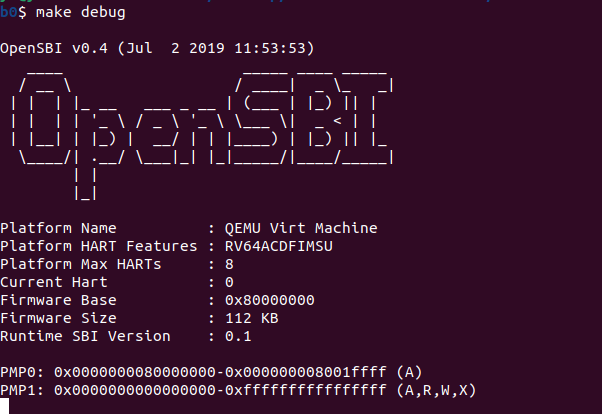 b0$ make debug
OpenSBI v0.4 (Jul  2 2019 11:53:53)
   ____                    _____ ____ _____
  / __ \                  / ____|  _ \_   _|
 | |  | |_ __   ___ _ __ | (___ | |_) || |
 | |  | | '_ \ / _ \ '_ \ \___ \|  _ < | |
 | |__| | |_) |  __/ | | |____) | |_) || |_
  \____/| .__/ \___|_| |_|_____/|____/_____|
        | |
        |_|
Platform Name          : QEMU Virt Machine
Platform HART Features : RV64ACDFIMSU
Platform Max HARTs     : 8
Current Hart           : 0
Firmware Base          : 0x80000000
Firmware Size          : 112 KB
Runtime SBI Version    : 0.1
PMP0: 0x0000000080000000-0x000000008001ffff (A)
PMP1: 0x0000000000000000-0xffffffffffffffff (A,R,W,X)